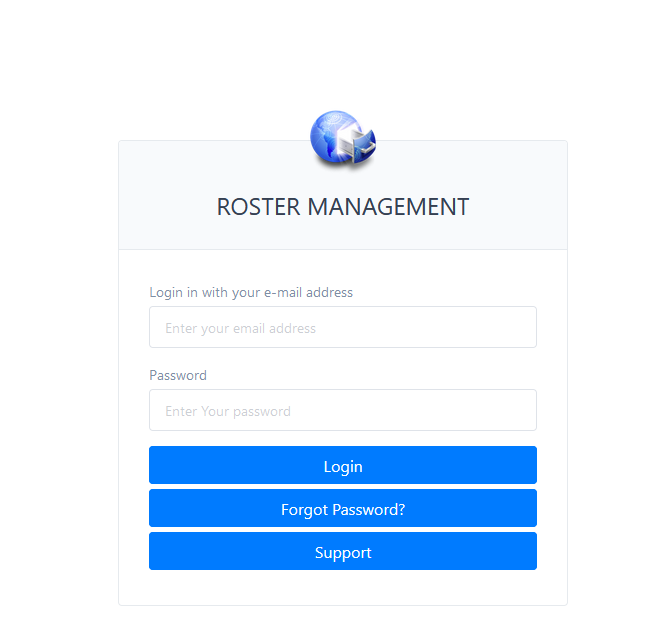 ROSTER MANAGEMENT
Login in with your e-mail address
Enter your email address
Password
Enter Your password
Login
Forgot Password?
Support